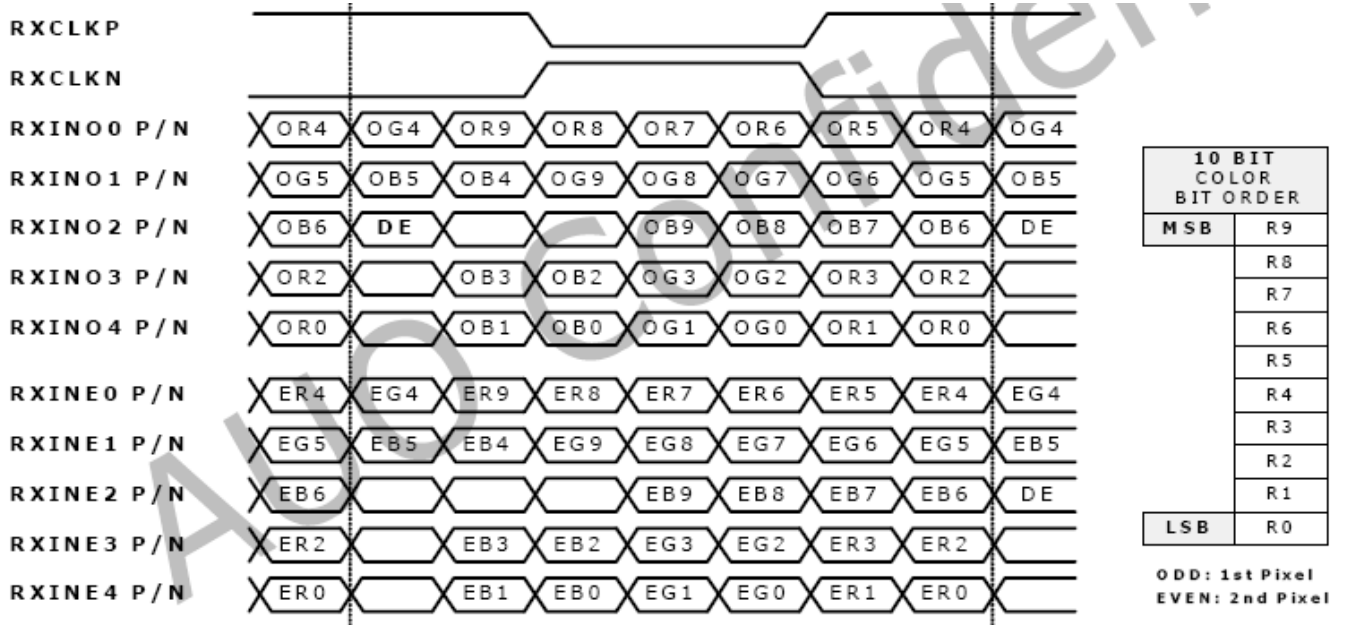 RXCLKP
RXCLKN
RXINO0 P/N OR4 OG4 OR9 OR8 OR7 OR6 OR5 OR4 OG4
RXINO1 P/N OG5 OB5 OB4 OG9 OG8 OG7 OG6 OG5 OB5
RXINO2 P/N OB6 DE OB9 OB8 OB7 OB6 DE
RXINO3 P/N OR2 OB3 OB2 OG3 OG2 OR3 OR2
RXINO4 P/N OR0 OB1 OB0 OG1 OG0 OR1 OR0
RXINE0 P/N ER4 EG4 ER9 ER8 ER7 ER6 ER5 ER4 EG4
RXINE1 P/N EG5 EB5 EB4 EG9 EG8 EG7 EG6 EG5 EB5
RXINE2 P/N EB6 EB9 EB8 EB7 EB6 DE
RXINE3 P/N ER2 EB3 EB2 EG3 EG2 ER3 ER2
RXINE4 P/N ER0 EB1 EB0 EG1 EG0 ER1 ER0
10 BIT
COLOR
BIT ORDER
MSB R9
R8
R7
R6
R5
R4
R3
R2
R1
LSB R0
ODD: 1st Pixel
EVEN: 2nd Pixel
AUO Confiden